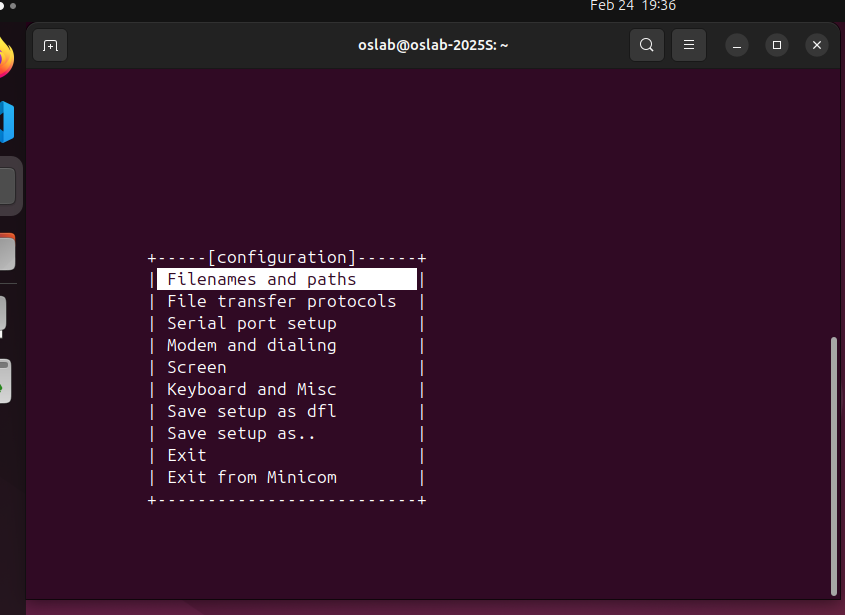 Feb 24 19:36
oslab@oslab-2025S: ~
+-----[configuration]------+
| Filenames and paths |
| File transfer protocols |
| Serial port setup |
| Modem and dialing |
| Screen |
| Keyboard and Misc |
| Save setup as dfl |
| Save setup as.. |
| Exit |
| Exit from Minicom |
+--------------------------+